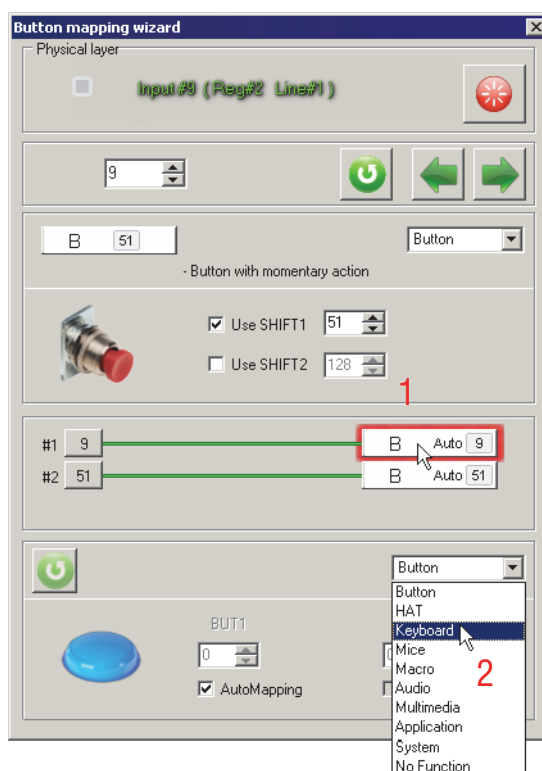 Button mapping wizard
Physical layer
Input#9 (Reg#2 Line#1)
9
B 51
Button
- Button with momentary action
Use SHIFT1 51
Use SHIFT2 128
1
#1 9
B Auto 9
#2 51
B Auto 51
Button
Button
HAT
BUT1
Keyboard
0
Mice
2
Macro
AutoMapping
Audio
Multimedia
Application
System
No Function